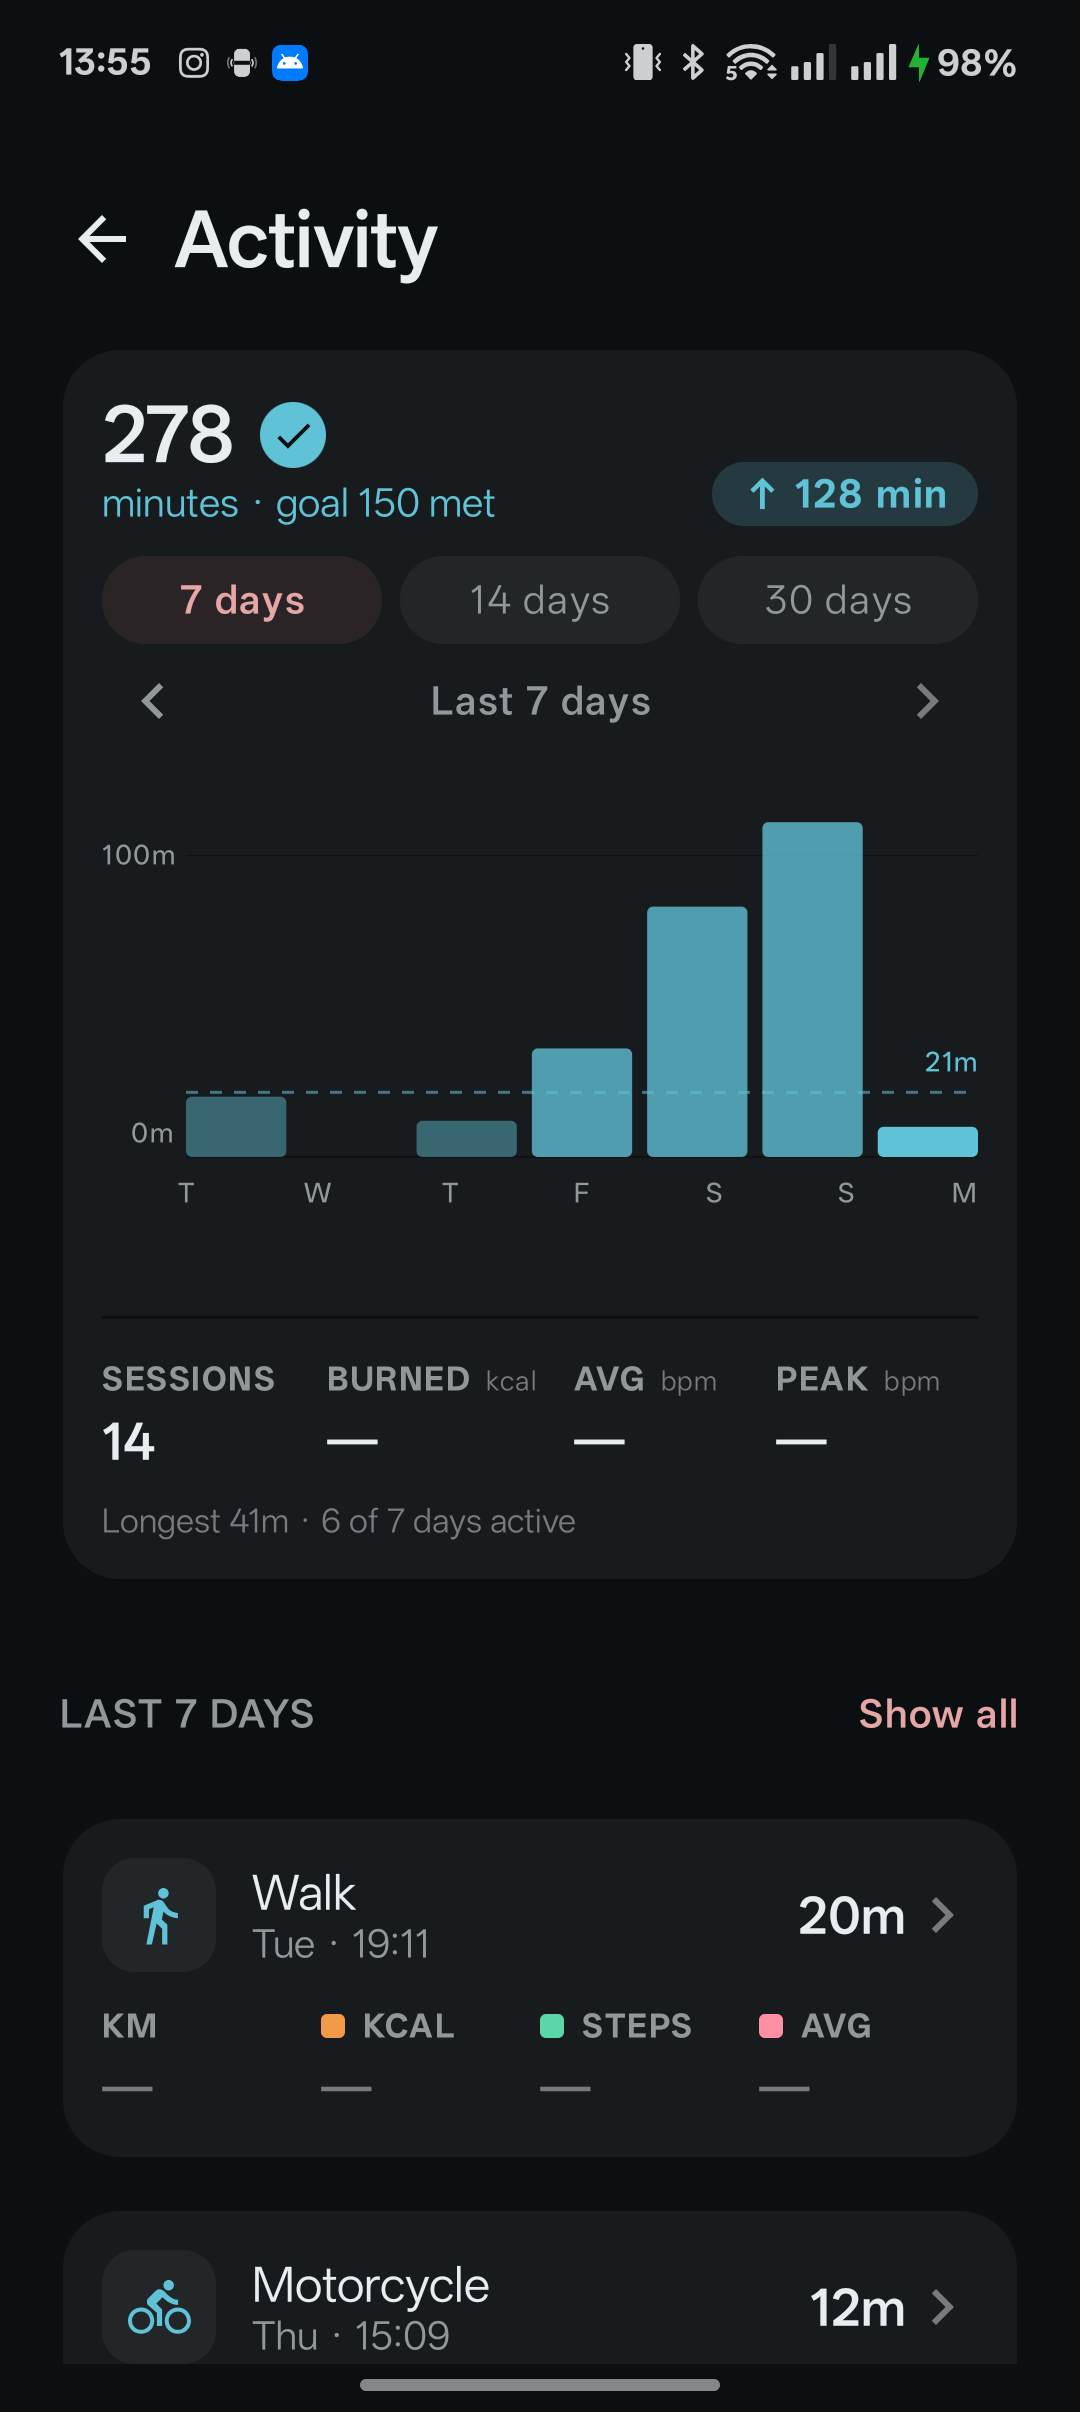 13:55
5
98%
Activity
278
minutes · goal 150 met
↑ 128 min
7 days
14 days
30 days
Last 7 days
100m
21m
0m
T W T F S S M
SESSIONS
BURNED kcal
AVG bpm
PEAK bpm
14
—
—
—
Longest 41m · 6 of 7 days active
LAST 7 DAYS
Show all
Walk
Tue · 19:11
20m
KM
KCAL
STEPS
AVG
—
—
—
—
Motorcycle
Thu · 15:09
12m